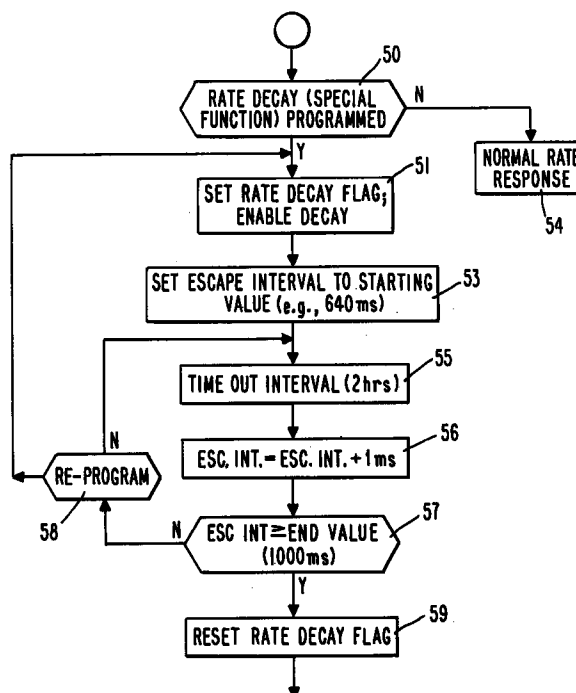 50
RATE DECAY (SPECIAL
FUNCTION) PROGRAMMED
N
Y
NORMAL RATE
RESPONSE
54
51
SET RATE DECAY FLAG;
ENABLE DECAY
SET ESCAPE INTERVAL TO STARTING
VALUE (e.g., 640ms)
53
55
TIME OUT INTERVAL (2hrs)
56
ESC. INT. = ESC. INT. + 1ms
N
RE-PROGRAM
58
N
57
ESC INT ≥ END VALUE
(1000ms)
Y
59
RESET RATE DECAY FLAG